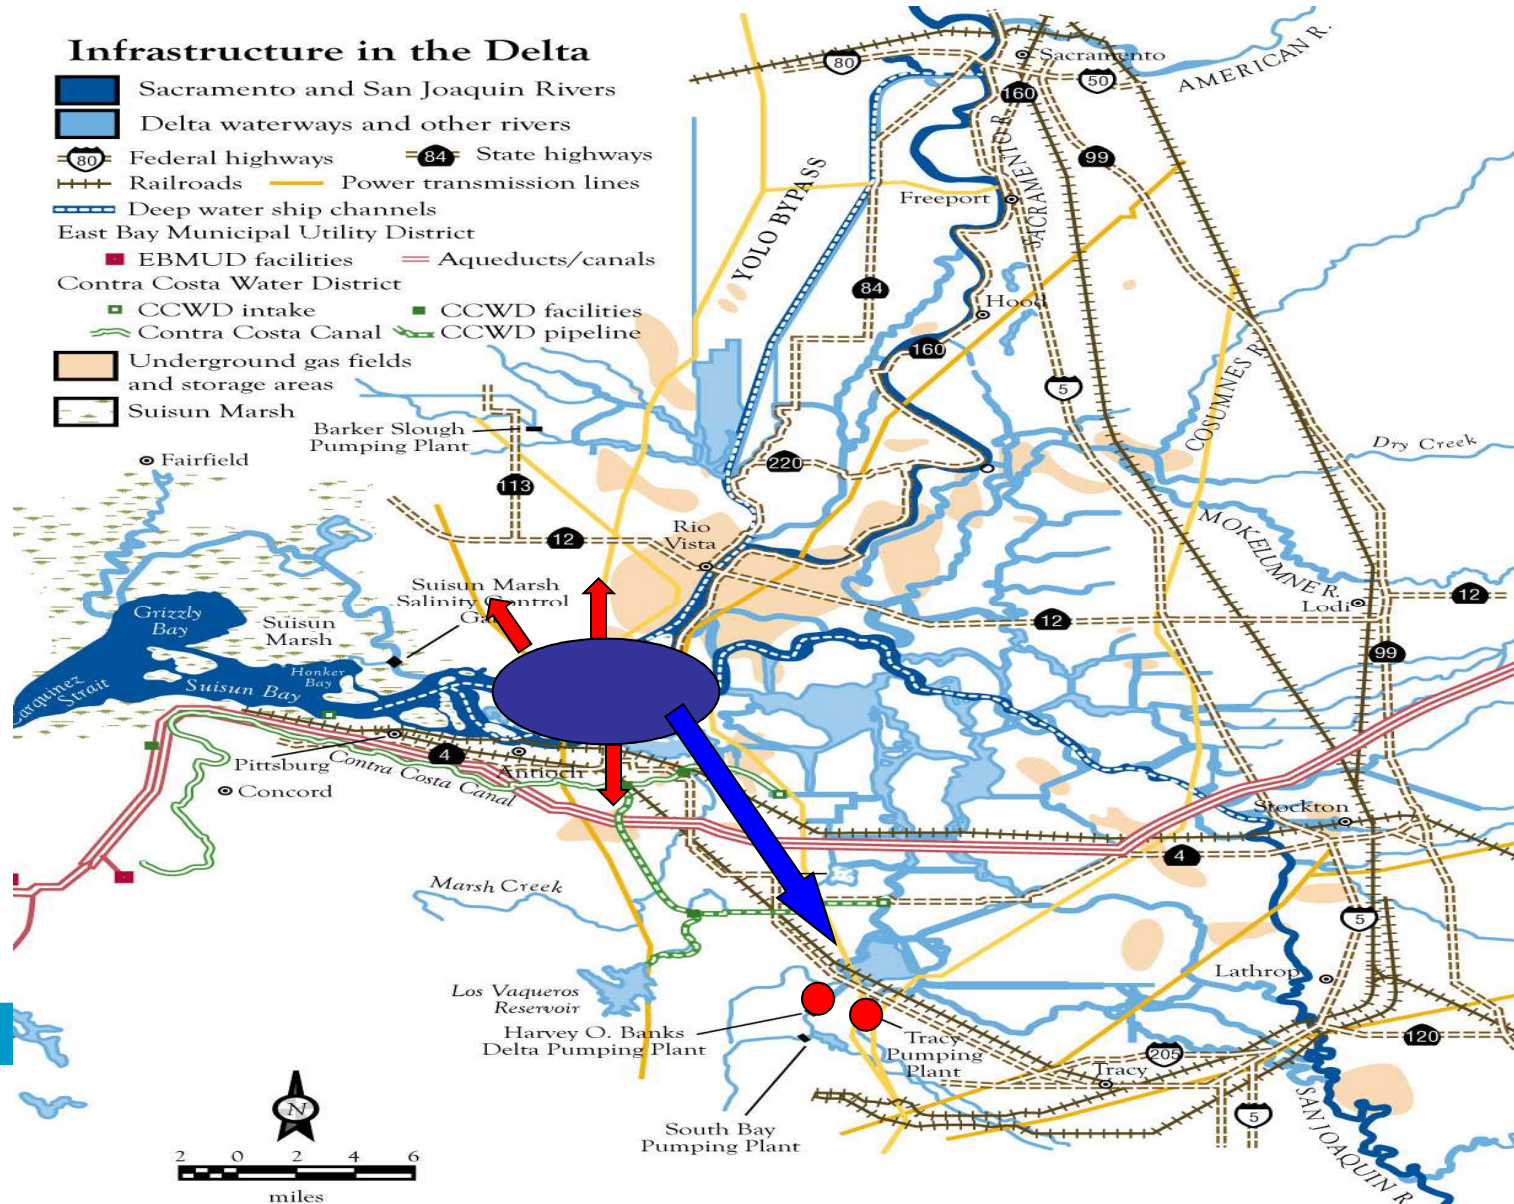 Infrastructure in the Delta
Sacramento and San Joaquin Rivers
Delta waterways and other rivers
80 Federal highways 84 State highways
Railroads Power transmission lines
Deep water ship channels
East Bay Municipal Utility District
EBMUD facilities Aqueducts/canals
Contra Costa Water District
CCWD intake CCWD facilities
Contra Costa Canal CCWD pipeline
Underground gas fields
and storage areas
Suisun Marsh
80
Sacramento
50
AMERICAN R.
160
99
SACRAMENTO R.
YOLO BYPASS
Freeport
84
Hood
160
5
COSUMNES R.
Barker Slough
Pumping Plant
Dry Creek
Fairfield
220
113
MOKELUMNE R.
Rio
Vista
12
Suisun Marsh
Salinity Control
Ga
Grizzly
Bay
Suisun
Marsh
12
Lodi
12
99
Honker
Bay
Suisun Bay
Carquinez
Strait
Pittsburg
4
Antioch
Contra Costa Canal
Concord
Stockton
4
Marsh Creek
5
Lathrop
Los Vaqueros
Reservoir
Harvey O. Banks
Delta Pumping Plant
Tracy
Pumping
Plant
205
120
Tracy
5
SAN JOAQUIN R.
South Bay
Pumping Plant
N
2 0 2 4 6
miles